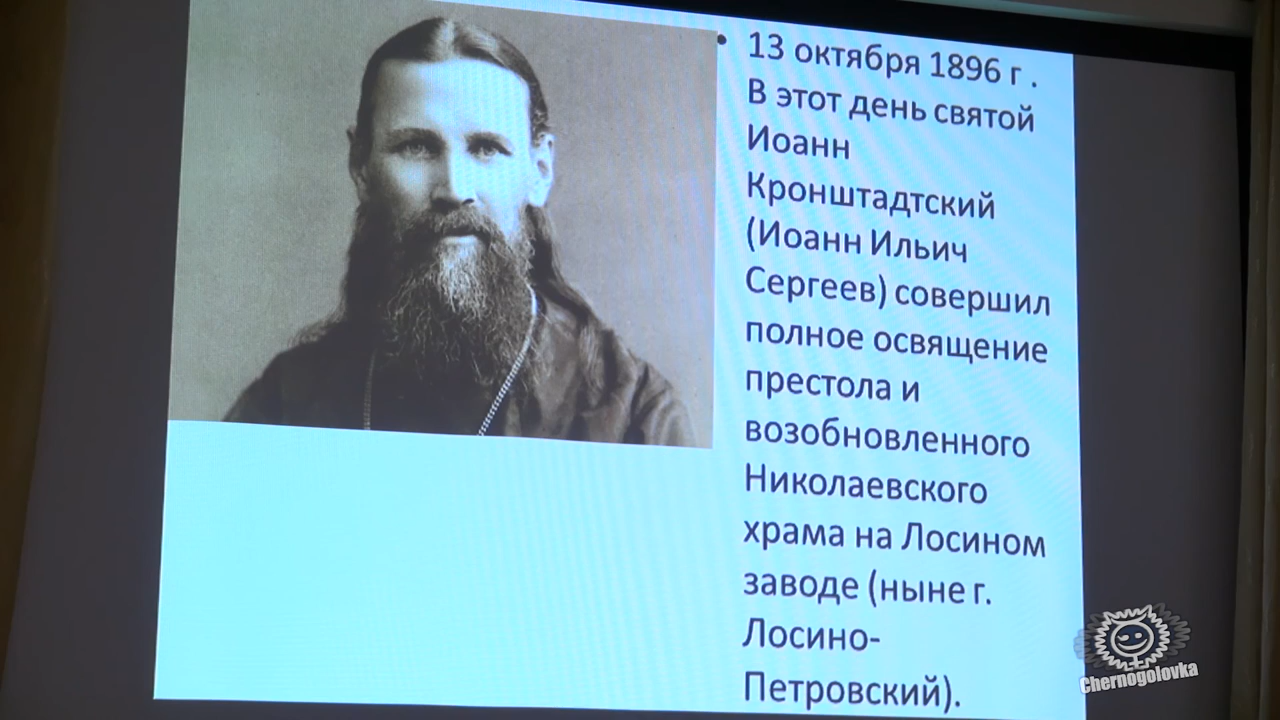 • 13 октября 1896 г .
В этот день святой
Иоанн
Кронштадтский
(Иоанн Ильич
Сергеев) совершил
полное освящение
престола и
возобновленного
Николаевского
храма на Лосином
заводе (ныне г.
Лосино-
Петровский).
Chernogolovka